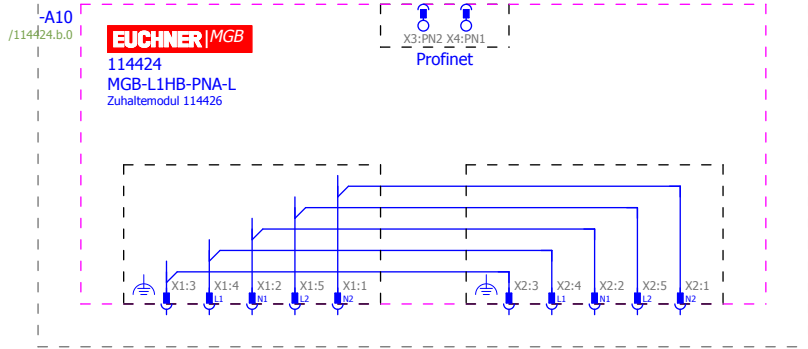 -A10
/114424.b.0
EUCHNER|MGB
114424
MGB-L1HB-PNA-L
Zuhaltemodul 114426
X3:PN2 X4:PN1
Profinet
X1:3 X1:4 X1:2 X1:5 X1:1 X2:3 X2:4 X2:2 X2:5 X2:1
L1 N1 L2 N2 L1 N1 L2 N2